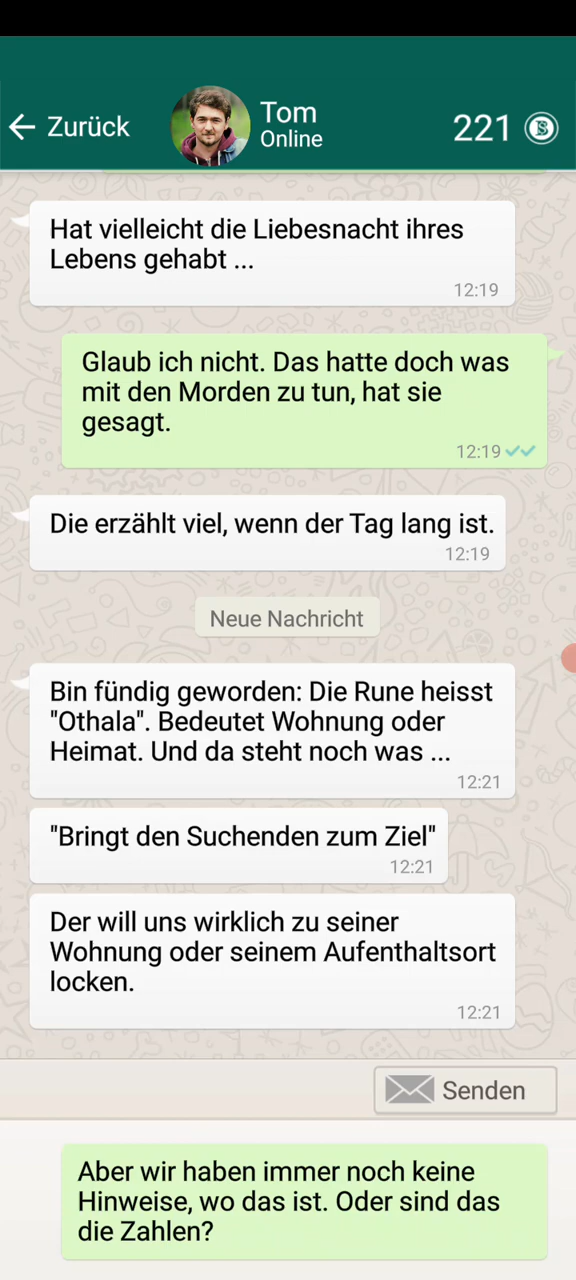 Zurück
Tom
Online
221
Hat vielleicht die Liebesnacht ihres
Lebens gehabt ...
12:19
Glaub ich nicht. Das hatte doch was
mit den Morden zu tun, hat sie
gesagt.
12:19
Die erzählt viel, wenn der Tag lang ist.
12:19
Neue Nachricht
Bin fündig geworden: Die Rune heisst
"Othala". Bedeutet Wohnung oder
Heimat. Und da steht noch was ...
12:21
"Bringt den Suchenden zum Ziel"
12:21
Der will uns wirklich zu seiner
Wohnung oder seinem Aufenthaltsort
locken.
12:21
Senden
Aber wir haben immer noch keine
Hinweise, wo das ist. Oder sind das
die Zahlen?